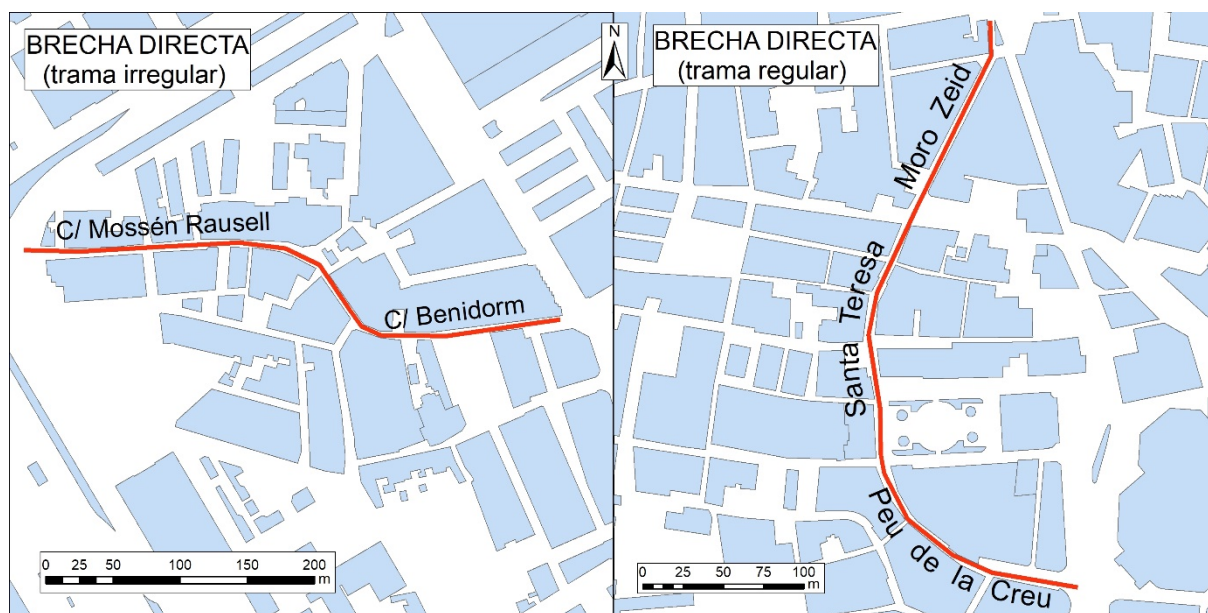 BRECHA DIRECTA
(trama irregular)
C/ Mossén Rausell
C/ Benidorm
0 25 50 100 150 200
m
N
BRECHA DIRECTA
(trama regular)
Moro Zeid
Santa Teresa
Peu de la Creu
0 25 50 75 100
m